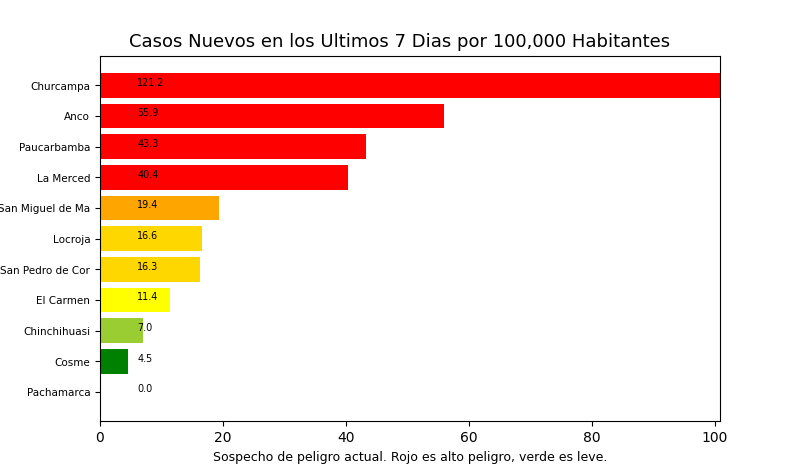 Casos Nuevos en los Ultimos 7 Dias por 100,000 Habitantes
Churcampa 121.2
Anco 55.9
Paucarbamba 43.3
La Merced 40.4
San Miguel de Ma 19.4
Locroja 16.6
San Pedro de Cor 16.3
El Carmen 11.4
Chinchihuasi 7.0
Cosme 4.5
Pachamarca 0.0
0 20 40 60 80 100
Sospecho de peligro actual. Rojo es alto peligro, verde es leve.